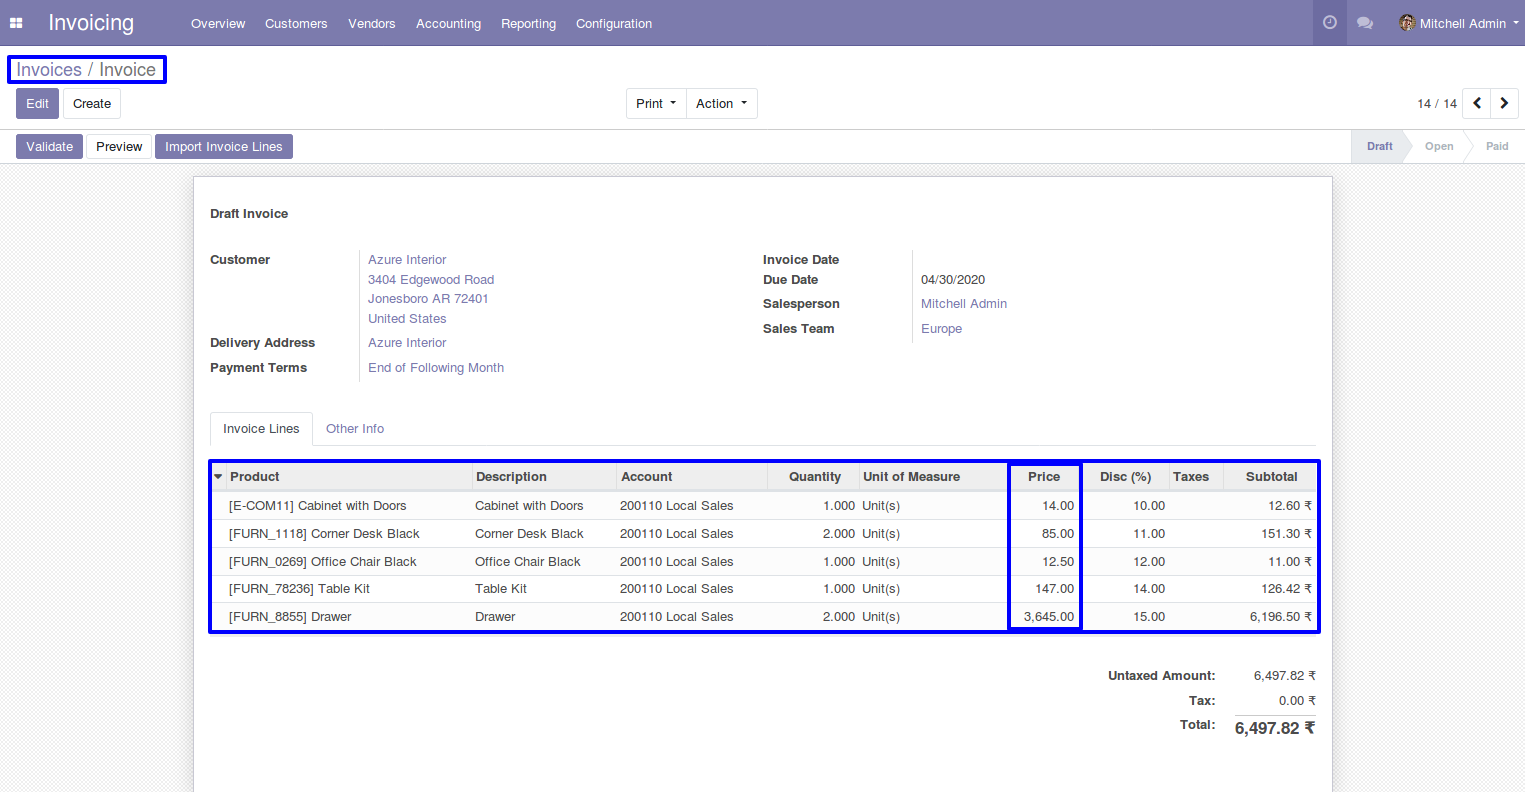 Invoicing Overview Customers Vendors Accounting Reporting Configuration Mitchell Admin
Invoices / Invoice
Edit Create Print Action 14 / 14
Validate Preview Import Invoice Lines Draft Open Paid
Draft Invoice
Customer Azure Interior Invoice Date
3404 Edgewood Road Due Date 04/30/2020
Jonesboro AR 72401 Salesperson Mitchell Admin
United States Sales Team Europe
Delivery Address Azure Interior
Payment Terms End of Following Month
Invoice Lines Other Info
Product Description Account Quantity Unit of Measure Price Disc (%) Taxes Subtotal
[E-COM11] Cabinet with Doors Cabinet with Doors 200110 Local Sales 1.000 Unit(s) 14.00 10.00 12.60 ₹
[FURN_1118] Corner Desk Black Corner Desk Black 200110 Local Sales 2.000 Unit(s) 85.00 11.00 151.30 ₹
[FURN_0269] Office Chair Black Office Chair Black 200110 Local Sales 1.000 Unit(s) 12.50 12.00 11.00 ₹
[FURN_78236] Table Kit Table Kit 200110 Local Sales 1.000 Unit(s) 147.00 14.00 126.42 ₹
[FURN_8855] Drawer Drawer 200110 Local Sales 2.000 Unit(s) 3,645.00 15.00 6,196.50 ₹
Untaxed Amount: 6,497.82 ₹
Tax: 0.00 ₹
Total: 6,497.82 ₹